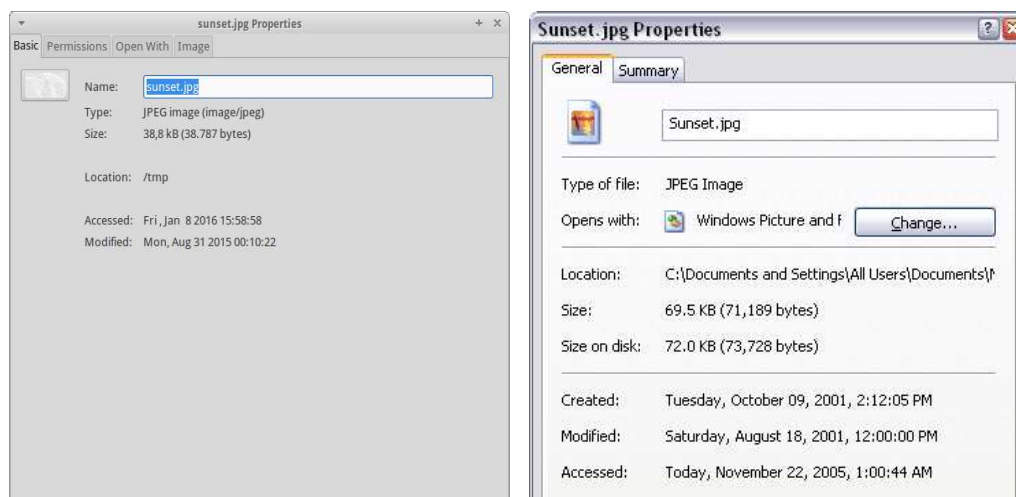 sunset.jpg Properties
Basic Permissions Open With Image
Name: sunset.jpg
Type: JPEG image (image/jpeg)
Size: 38,8 kB (38.787 bytes)
Location: /tmp
Accessed: Fri, Jan 8 2016 15:58:58
Modified: Mon, Aug 31 2015 00:10:22
Sunset.jpg Properties
General Summary
Sunset.jpg
Type of file: JPEG Image
Opens with: Windows Picture and Change...
Location: C:\Documents and Settings\All Users\Documents\
Size: 69.5 KB (71,189 bytes)
Size on disk: 72.0 KB (73,728 bytes)
Created: Tuesday, October 09, 2001, 2:12:05 PM
Modified: Saturday, August 18, 2001, 12:00:00 PM
Accessed: Today, November 22, 2005, 1:00:44 AM